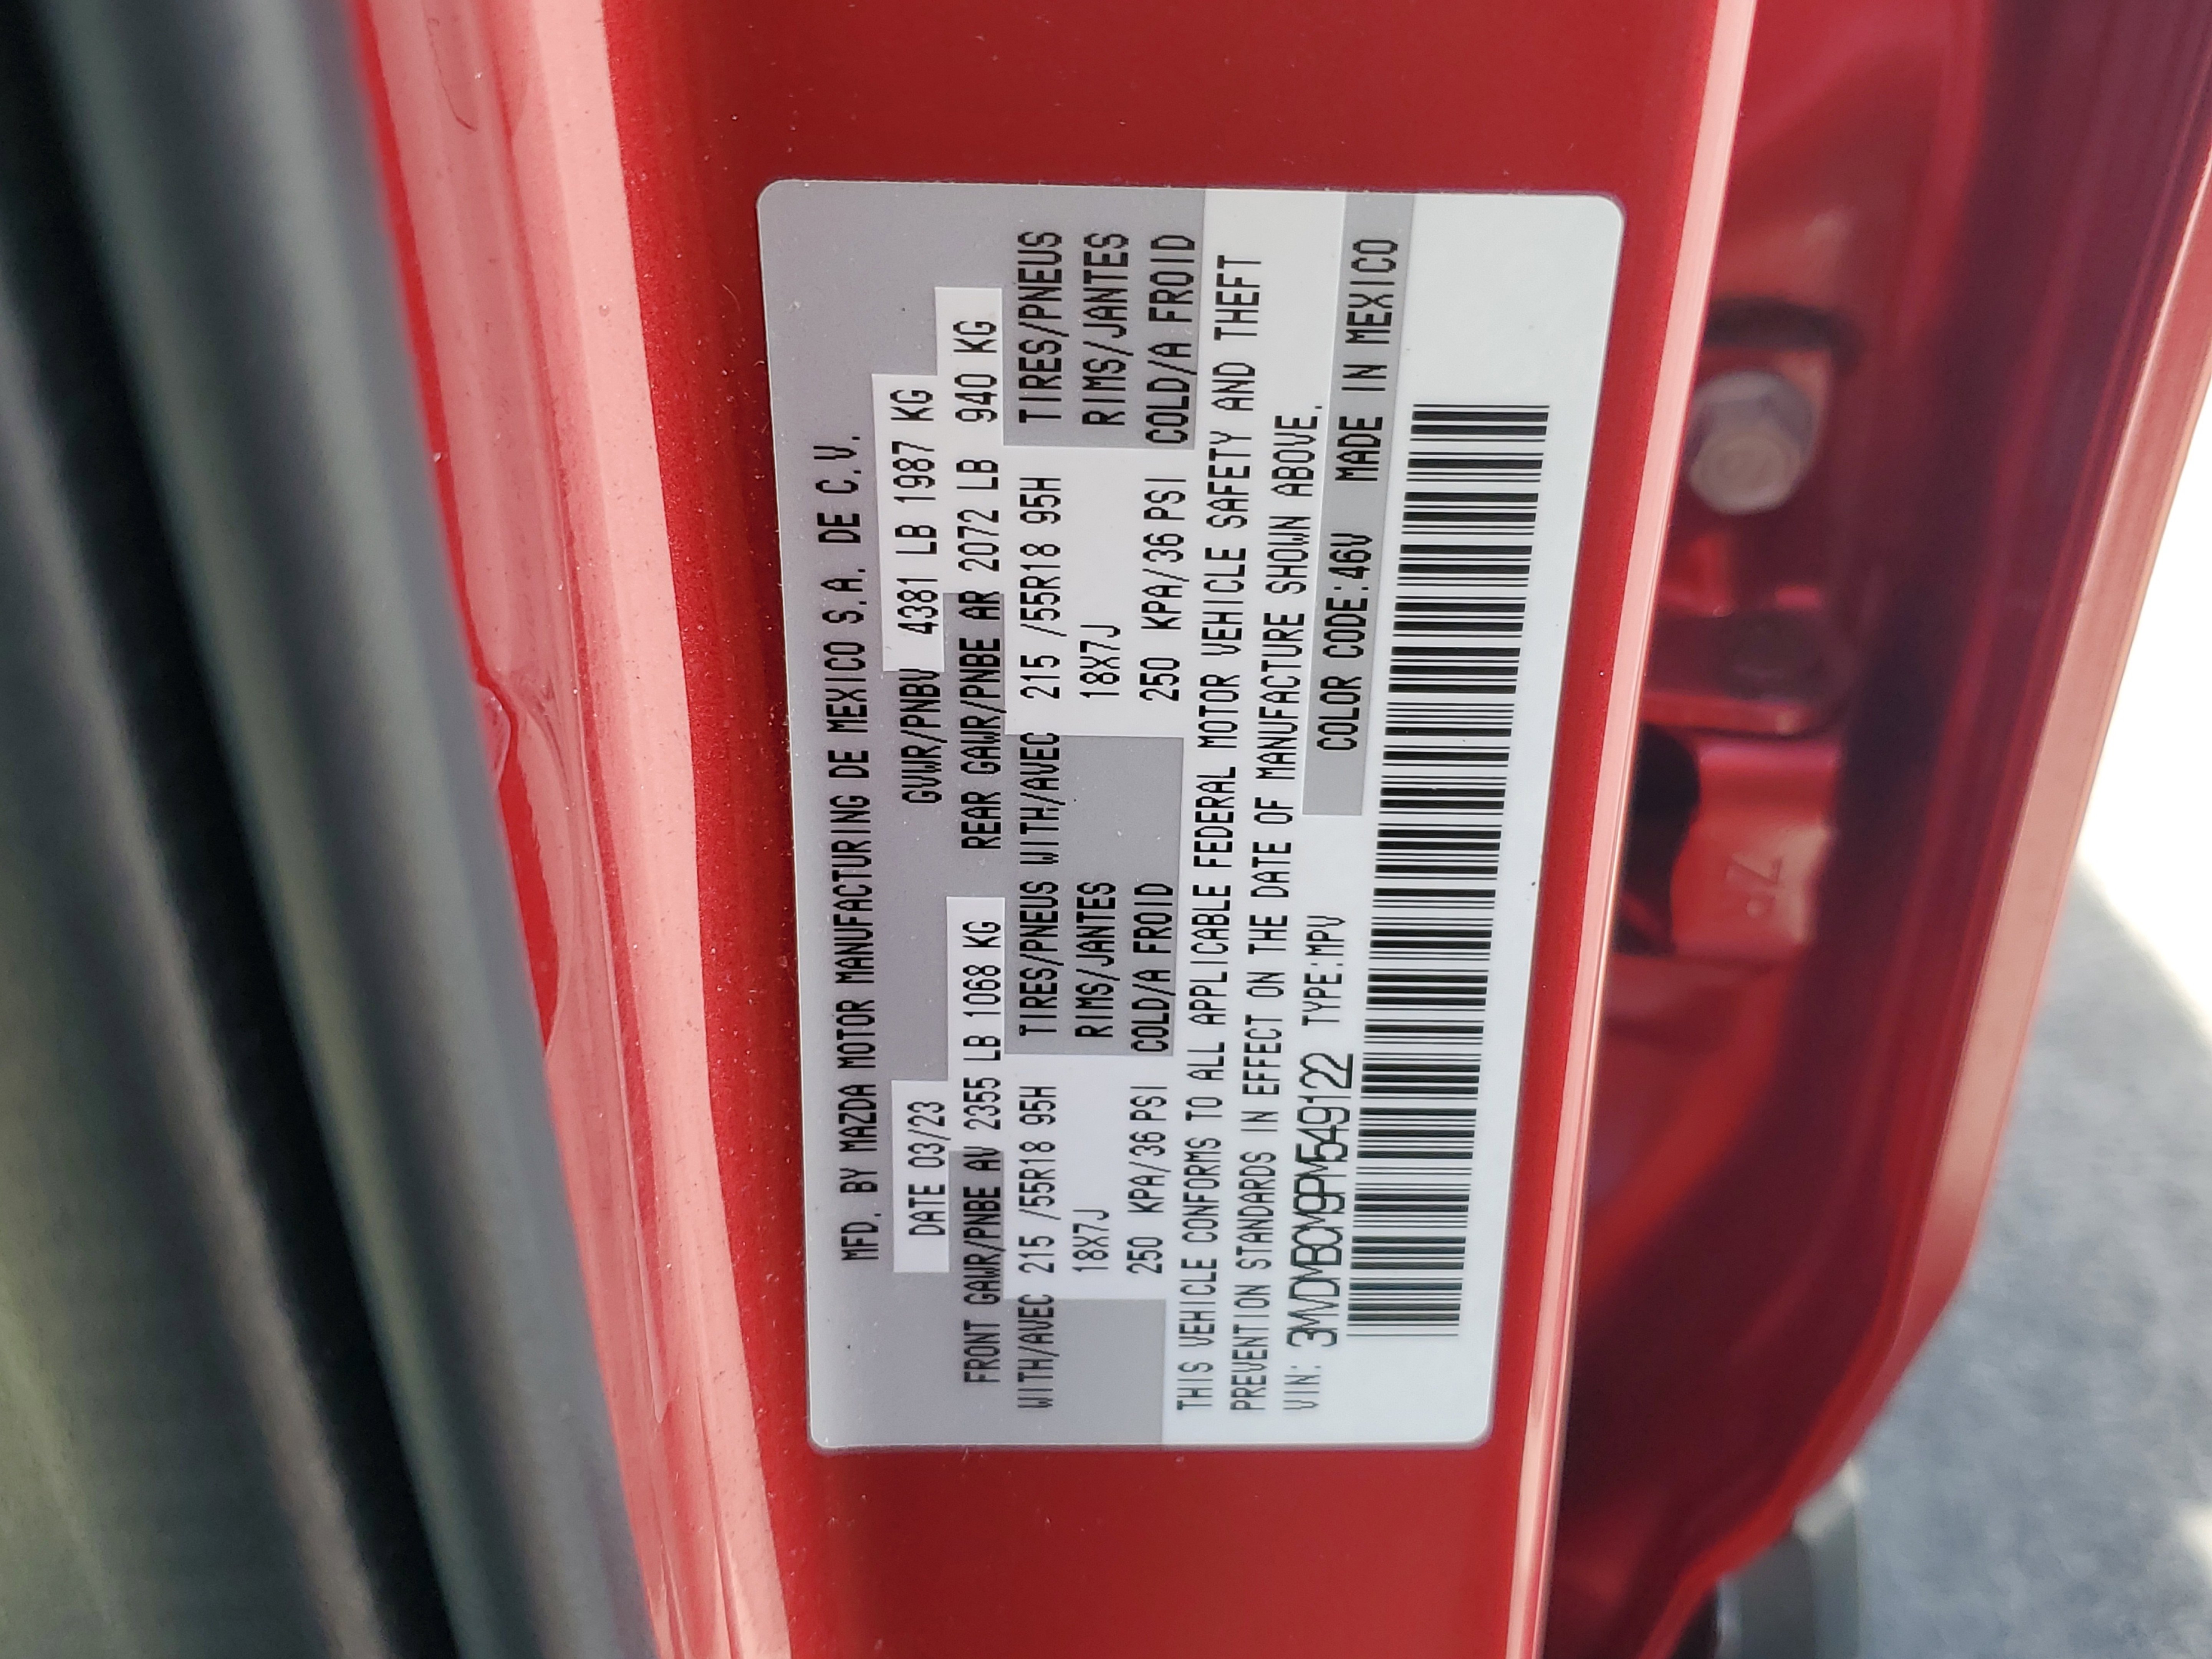 MFD. BY MAZDA MOTOR MANUFACTURING DE MEXICO S.A. DE C.V.
DATE 03/23 GVWR/PNBV 4381 LB 1987 KG
FRONT GAWR/PNBE AV 2355 LB 1068 KG REAR GAWR/PNBE AR 2072 LB 940 KG
WITH/AVEC 215 /55R18 95H TIRES/PNEUS WITH/AVEC 215 /55R18 95H TIRES/PNEUS
18X7J RIMS/JANTES 18X7J RIMS/JANTES
250 KPA/36 PSI COLD/A FROID 250 KPA/36 PSI COLD/A FROID
THIS VEHICLE CONFORMS TO ALL APPLICABLE FEDERAL MOTOR VEHICLE SAFETY AND THEFT
PREVENTION STANDARDS IN EFFECT ON THE DATE OF MANUFACTURE SHOWN ABOVE.
VIN: 3MVDMBCM9PM549122 TYPE:MPV COLOR CODE:46V MADE IN MEXICO